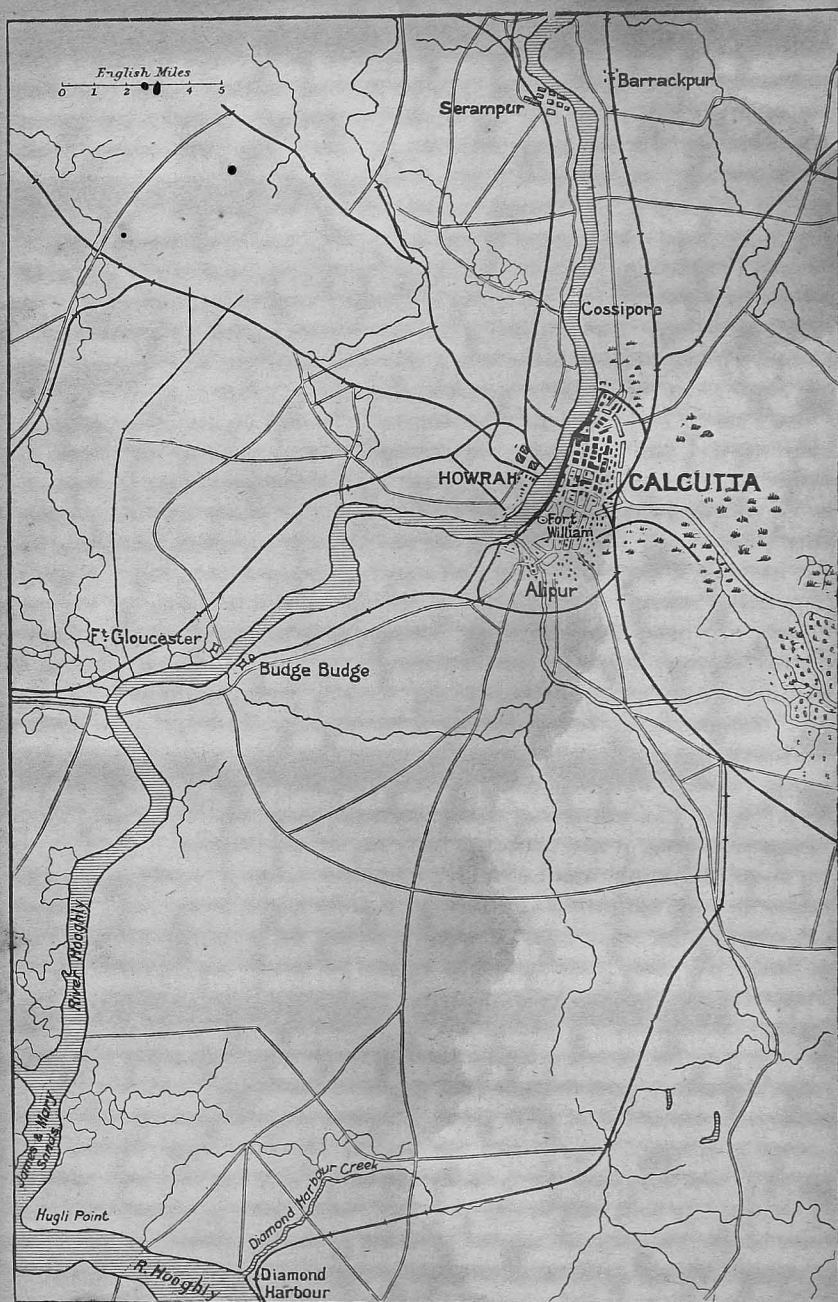 English Miles
0 1 2 3 4 5
Barrackpur
Serampur
Cossipore
HOWRAH
CALCUTTA
Fort
William
Alipur
Ft. Gloucester
Budge Budge
River Hooghly
James & Mary
Sands
Hugli Point
Diamond Harbour Creek
R. Hooghly
Diamond
Harbour